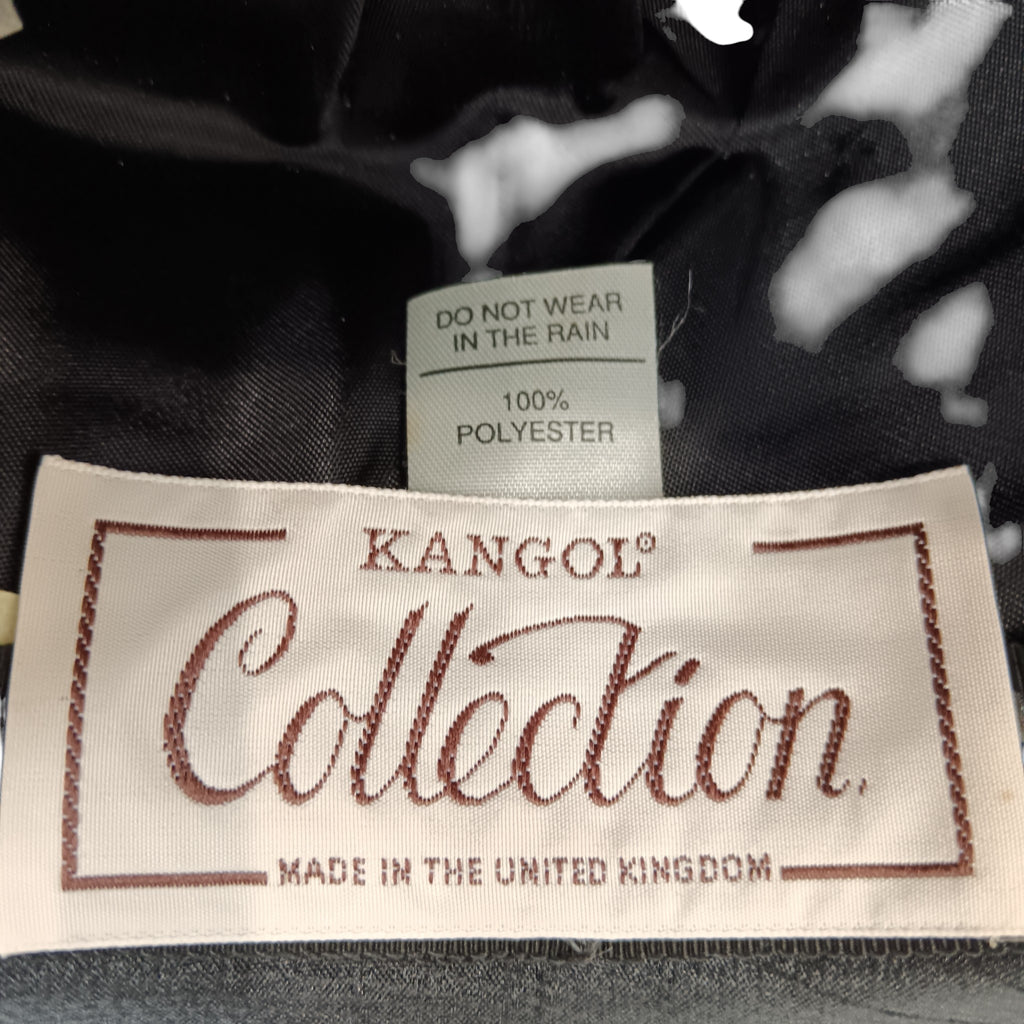 DO NOT WEAR
IN THE RAIN
100%
POLYESTER
KANGOL®
Collection.
MADE IN THE UNITED KINGDOM